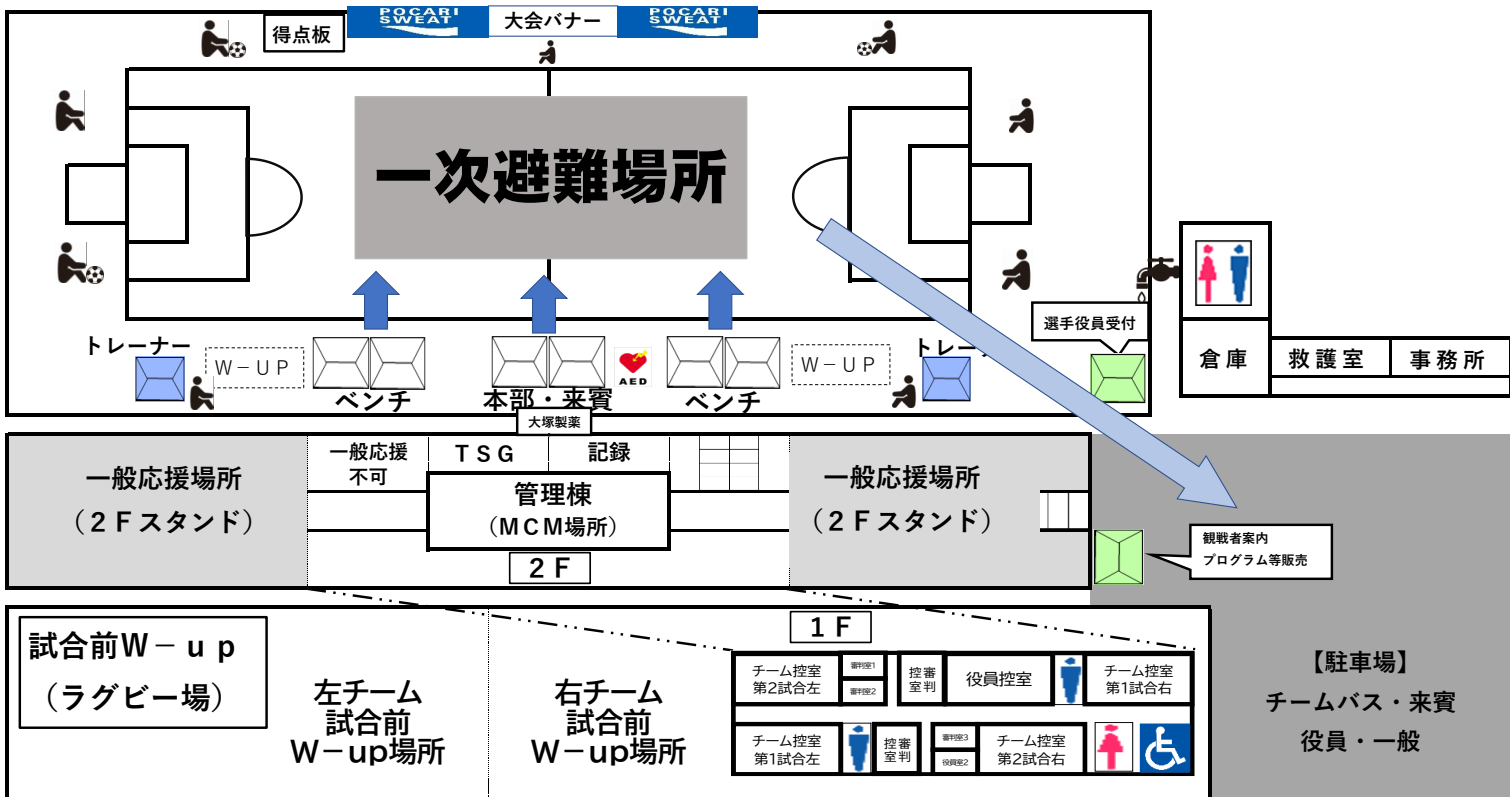 得点板
POCARI
SWEAT
大会バナー
POCARI
SWEAT
一次避難場所
選手役員受付
トレーナー
W－UP
AED
W－UP
トレーナ
ベンチ
本部・来賓
ベンチ
倉庫
救護室
事務所
大塚製薬
一般応援場所
（２Ｆスタンド）
一般応援
不可
ＴＳＧ
記録
管理棟
（ＭＣＭ場所）
２Ｆ
一般応援場所
（２Ｆスタンド）
観戦者案内
プログラム等販売
試合前Ｗ－ｕｐ
（ラグビー場）
左チーム
試合前
Ｗ－up場所
右チーム
試合前
Ｗ－up場所
１Ｆ
チーム控室
第2試合左
審判室1
審判室2
控審
室判
役員控室
チーム控室
第1試合右
チーム控室
第1試合左
控審
室判
審判室3
役員室2
チーム控室
第2試合右
【駐車場】
チームバス・来賓
役員・一般